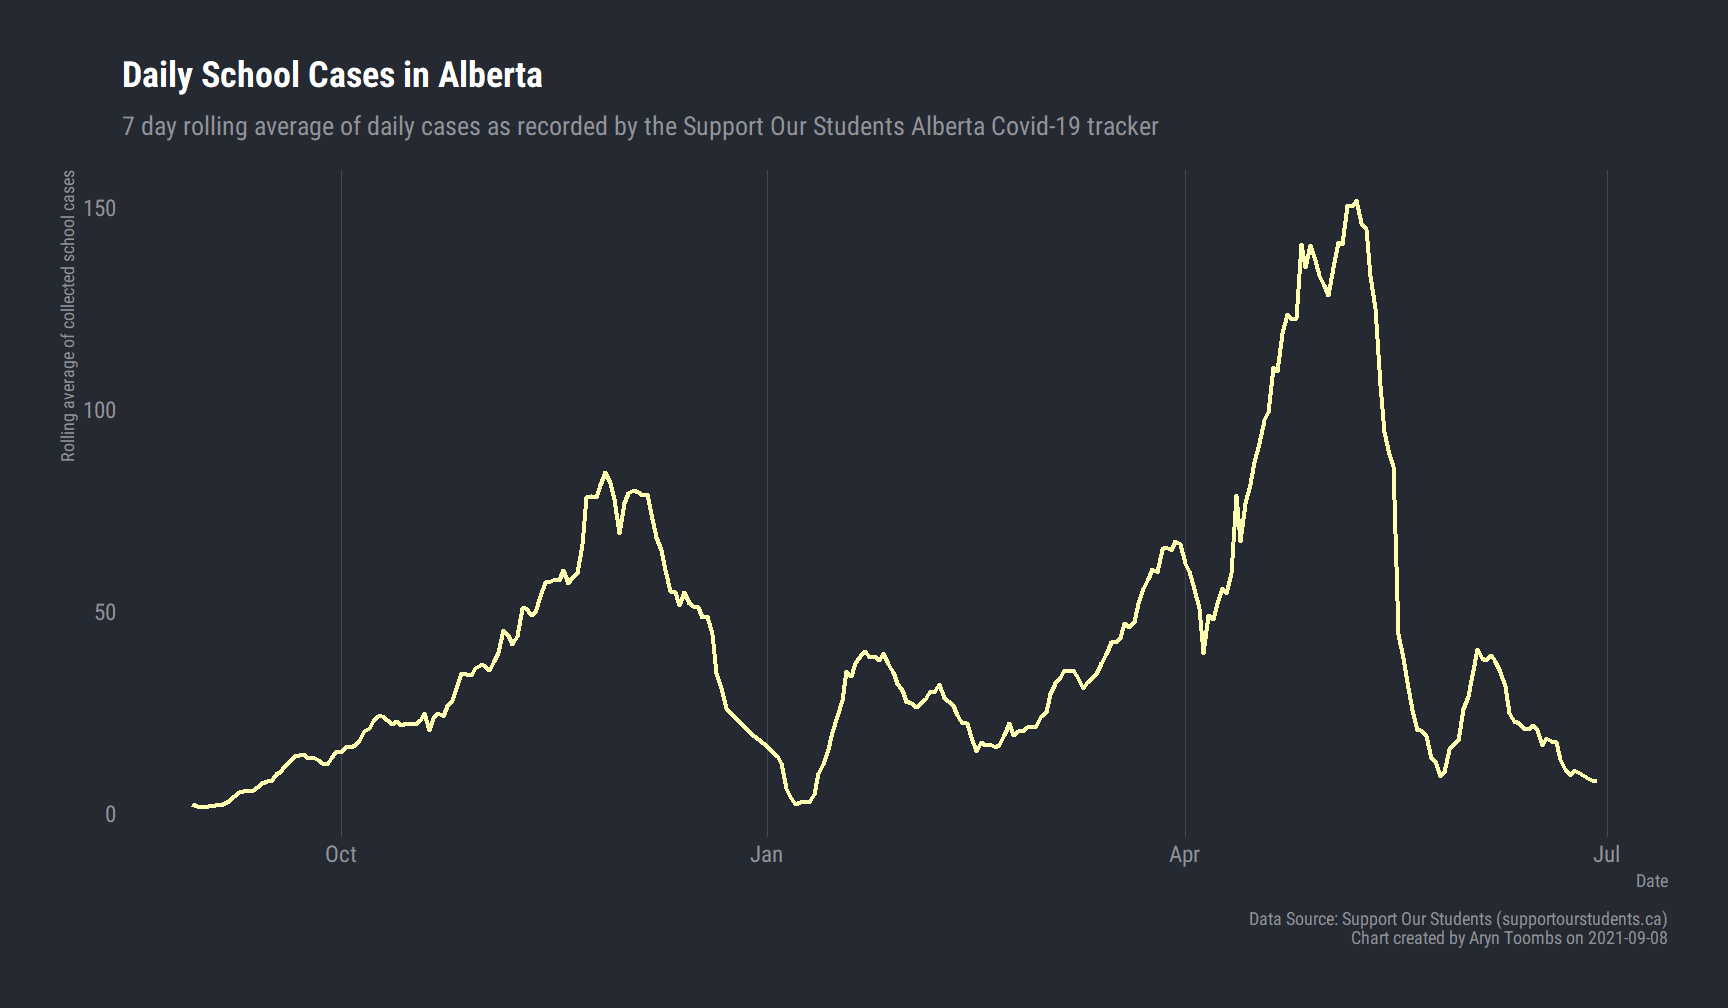 Daily School Cases in Alberta
7 day rolling average of daily cases as recorded by the Support Our Students Alberta Covid-19 tracker
Rolling average of collected school cases
150
100
50
0
Oct
Jan
Apr
Jul
Date
Data Source: Support Our Students (supportourstudents.ca)
Chart created by Aryn Toombs on 2021-09-08